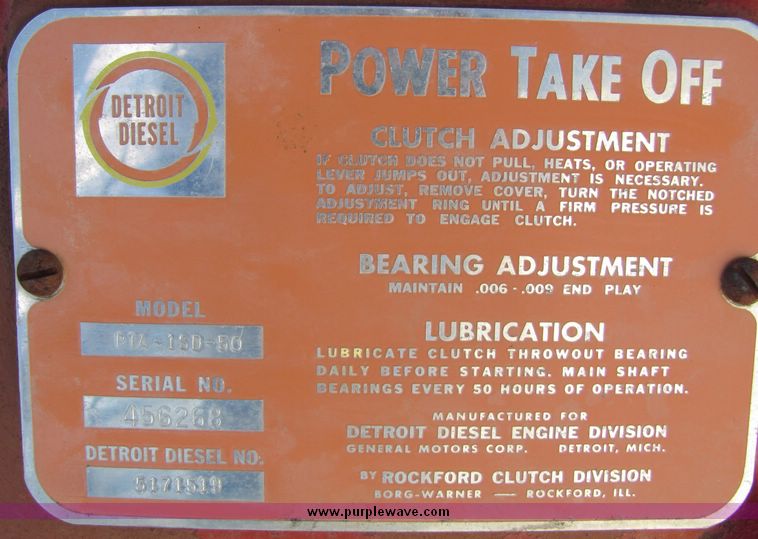 DETROIT
DIESEL
POWER TAKE OFF
CLUTCH ADJUSTMENT
IF CLUTCH DOES NOT PULL, HEATS, OR OPERATING
LEVER JUMPS OUT, ADJUSTMENT IS NECESSARY.
TO ADJUST, REMOVE COVER, TURN THE NOTCHED
ADJUSTMENT RING UNTIL A FIRM PRESSURE IS
REQUIRED TO ENGAGE CLUTCH.
BEARING ADJUSTMENT
MAINTAIN .006 - .009 END PLAY
LUBRICATION
LUBRICATE CLUTCH THROWOUT BEARING
DAILY BEFORE STARTING. MAIN SHAFT
BEARINGS EVERY 50 HOURS OF OPERATION.
MANUFACTURED FOR
DETROIT DIESEL ENGINE DIVISION
GENERAL MOTORS CORP. DETROIT, MICH.
BY ROCKFORD CLUTCH DIVISION
BORG-WARNER — ROCKFORD, ILL.
MODEL
SERIAL NO.
456268
DETROIT DIESEL NO.
5171519
www.purplewave.com